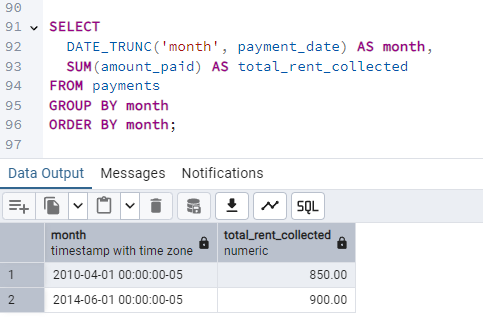 90
91 SELECT
92 DATE_TRUNC('month', payment_date) AS month,
93 SUM(amount_paid) AS total_rent_collected
94 FROM payments
95 GROUP BY month
96 ORDER BY month;
97
Data Output Messages Notifications
SQL
month total_rent_collected
timestamp with time zone numeric
1 2010-04-01 00:00:00-05 850.00
2 2014-06-01 00:00:00-05 900.00